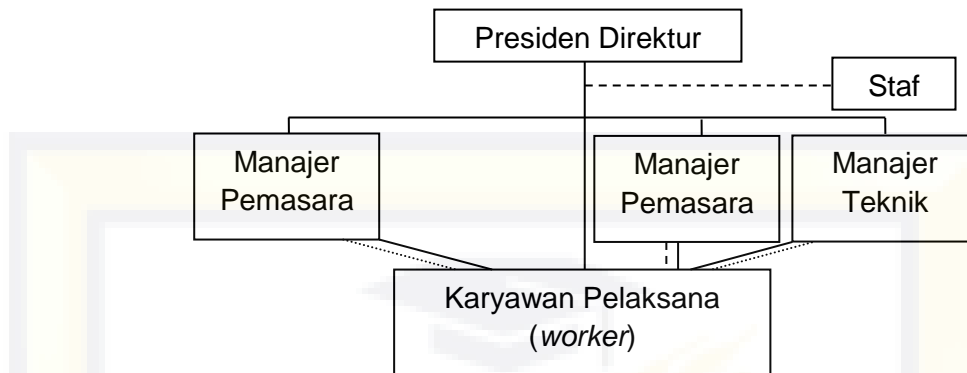 Presiden Direktur
Staf
Manajer
Pemasara
Manajer
Pemasara
Manajer
Teknik
Karyawan Pelaksana
(worker)